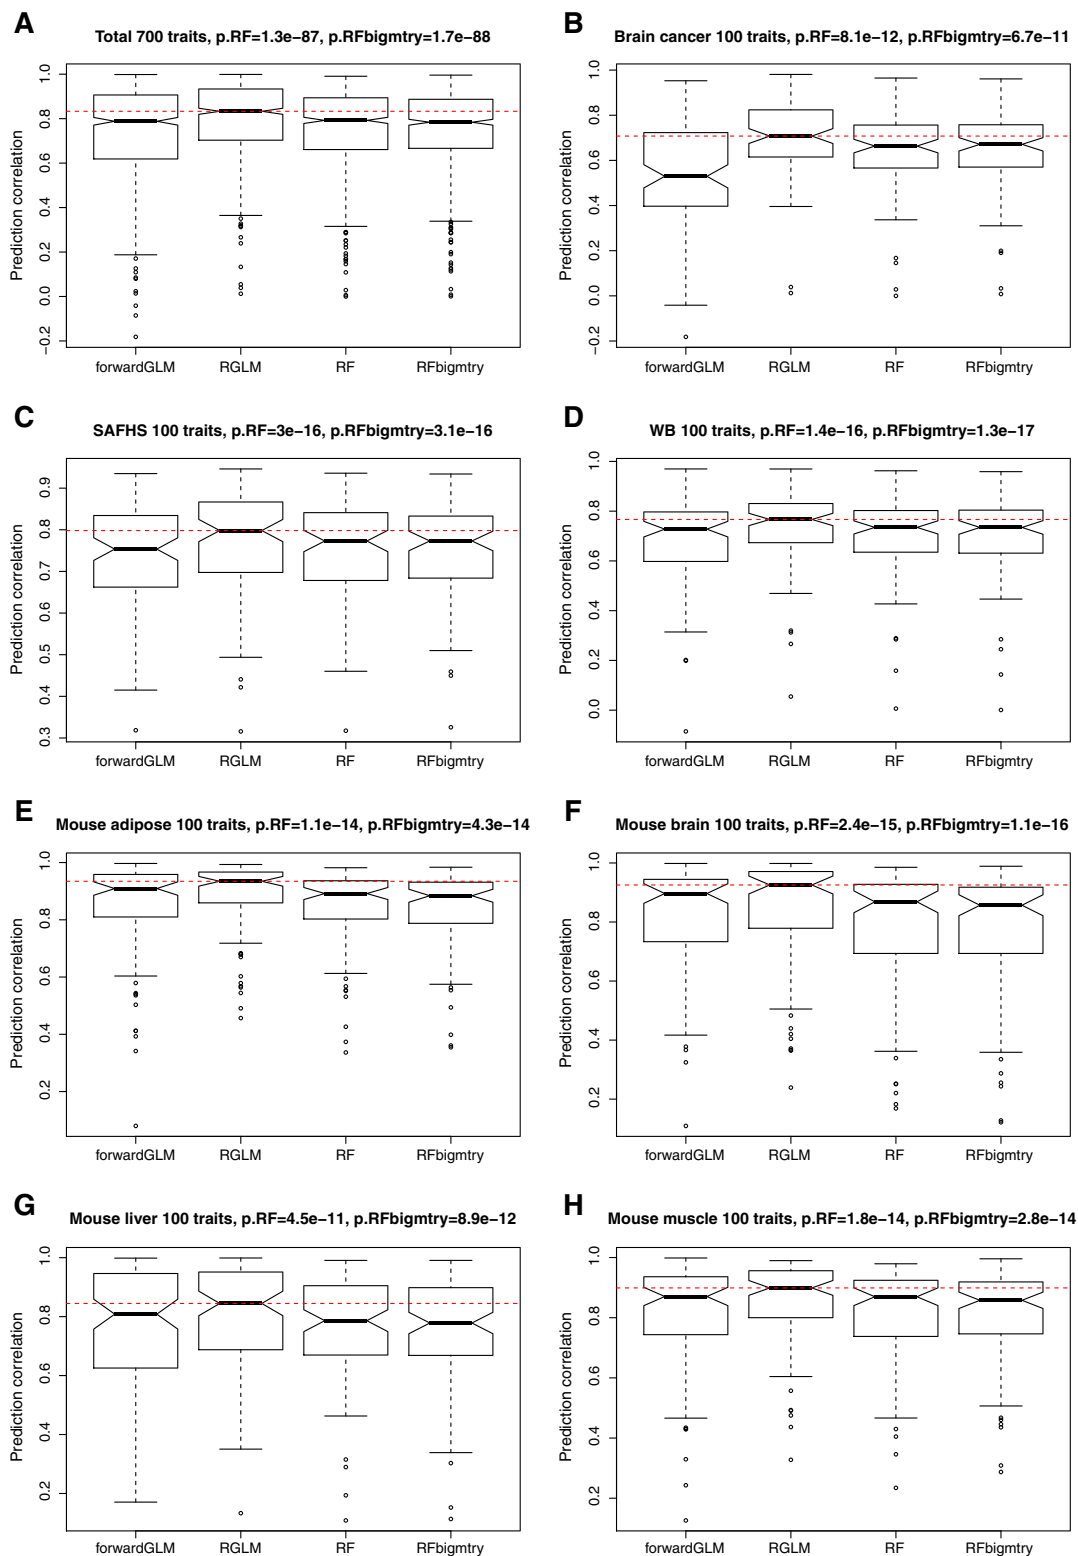 A
Total 700 traits, p.RF=1.3e−87, p.RFbigmtry=1.7e−88
Prediction correlation
1.0
0.8
0.6
0.4
0.2
0.0
−0.2
forwardGLM RGLM RF RFbigmtry
B
Brain cancer 100 traits, p.RF=8.1e−12, p.RFbigmtry=6.7e−11
Prediction correlation
1.0
0.8
0.6
0.4
0.2
0.0
−0.2
forwardGLM RGLM RF RFbigmtry
C
SAFHS 100 traits, p.RF=3e−16, p.RFbigmtry=3.1e−16
Prediction correlation
0.9
0.8
0.7
0.6
0.5
0.4
0.3
forwardGLM RGLM RF RFbigmtry
D
WB 100 traits, p.RF=1.4e−16, p.RFbigmtry=1.3e−17
Prediction correlation
1.0
0.8
0.6
0.4
0.2
0.0
forwardGLM RGLM RF RFbigmtry
E
Mouse adipose 100 traits, p.RF=1.1e−14, p.RFbigmtry=4.3e−14
Prediction correlation
1.0
0.8
0.6
0.4
0.2
forwardGLM RGLM RF RFbigmtry
F
Mouse brain 100 traits, p.RF=2.4e−15, p.RFbigmtry=1.1e−16
Prediction correlation
1.0
0.8
0.6
0.4
0.2
forwardGLM RGLM RF RFbigmtry
G
Mouse liver 100 traits, p.RF=4.5e−11, p.RFbigmtry=8.9e−12
Prediction correlation
1.0
0.8
0.6
0.4
0.2
forwardGLM RGLM RF RFbigmtry
H
Mouse muscle 100 traits, p.RF=1.8e−14, p.RFbigmtry=2.8e−14
Prediction correlation
1.0
0.8
0.6
0.4
0.2
forwardGLM RGLM RF RFbigmtry